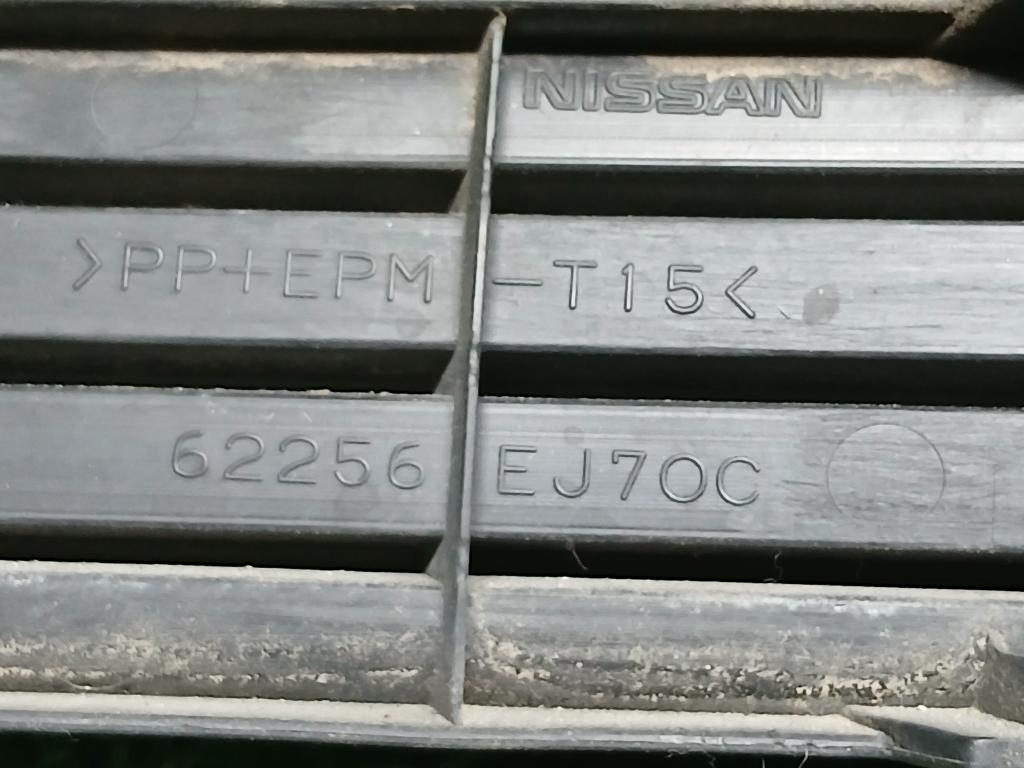 NISSAN
>PP+EPM-T15<
62256 EJ70C